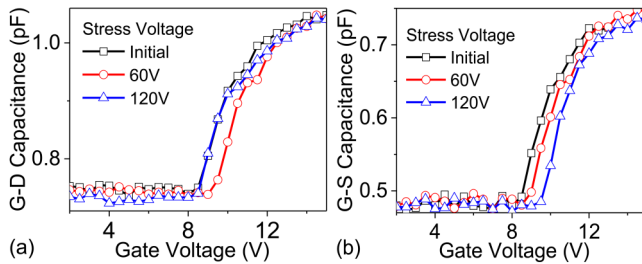 Stress Voltage
Initial
60V
120V
G-D Capacitance (pF)
1.0
0.8
4
8
12
Gate Voltage (V)
(a)
Stress Voltage
Initial
60V
120V
G-S Capacitance (pF)
0.7
0.6
0.5
4
8
12
Gate Voltage (V)
(b)